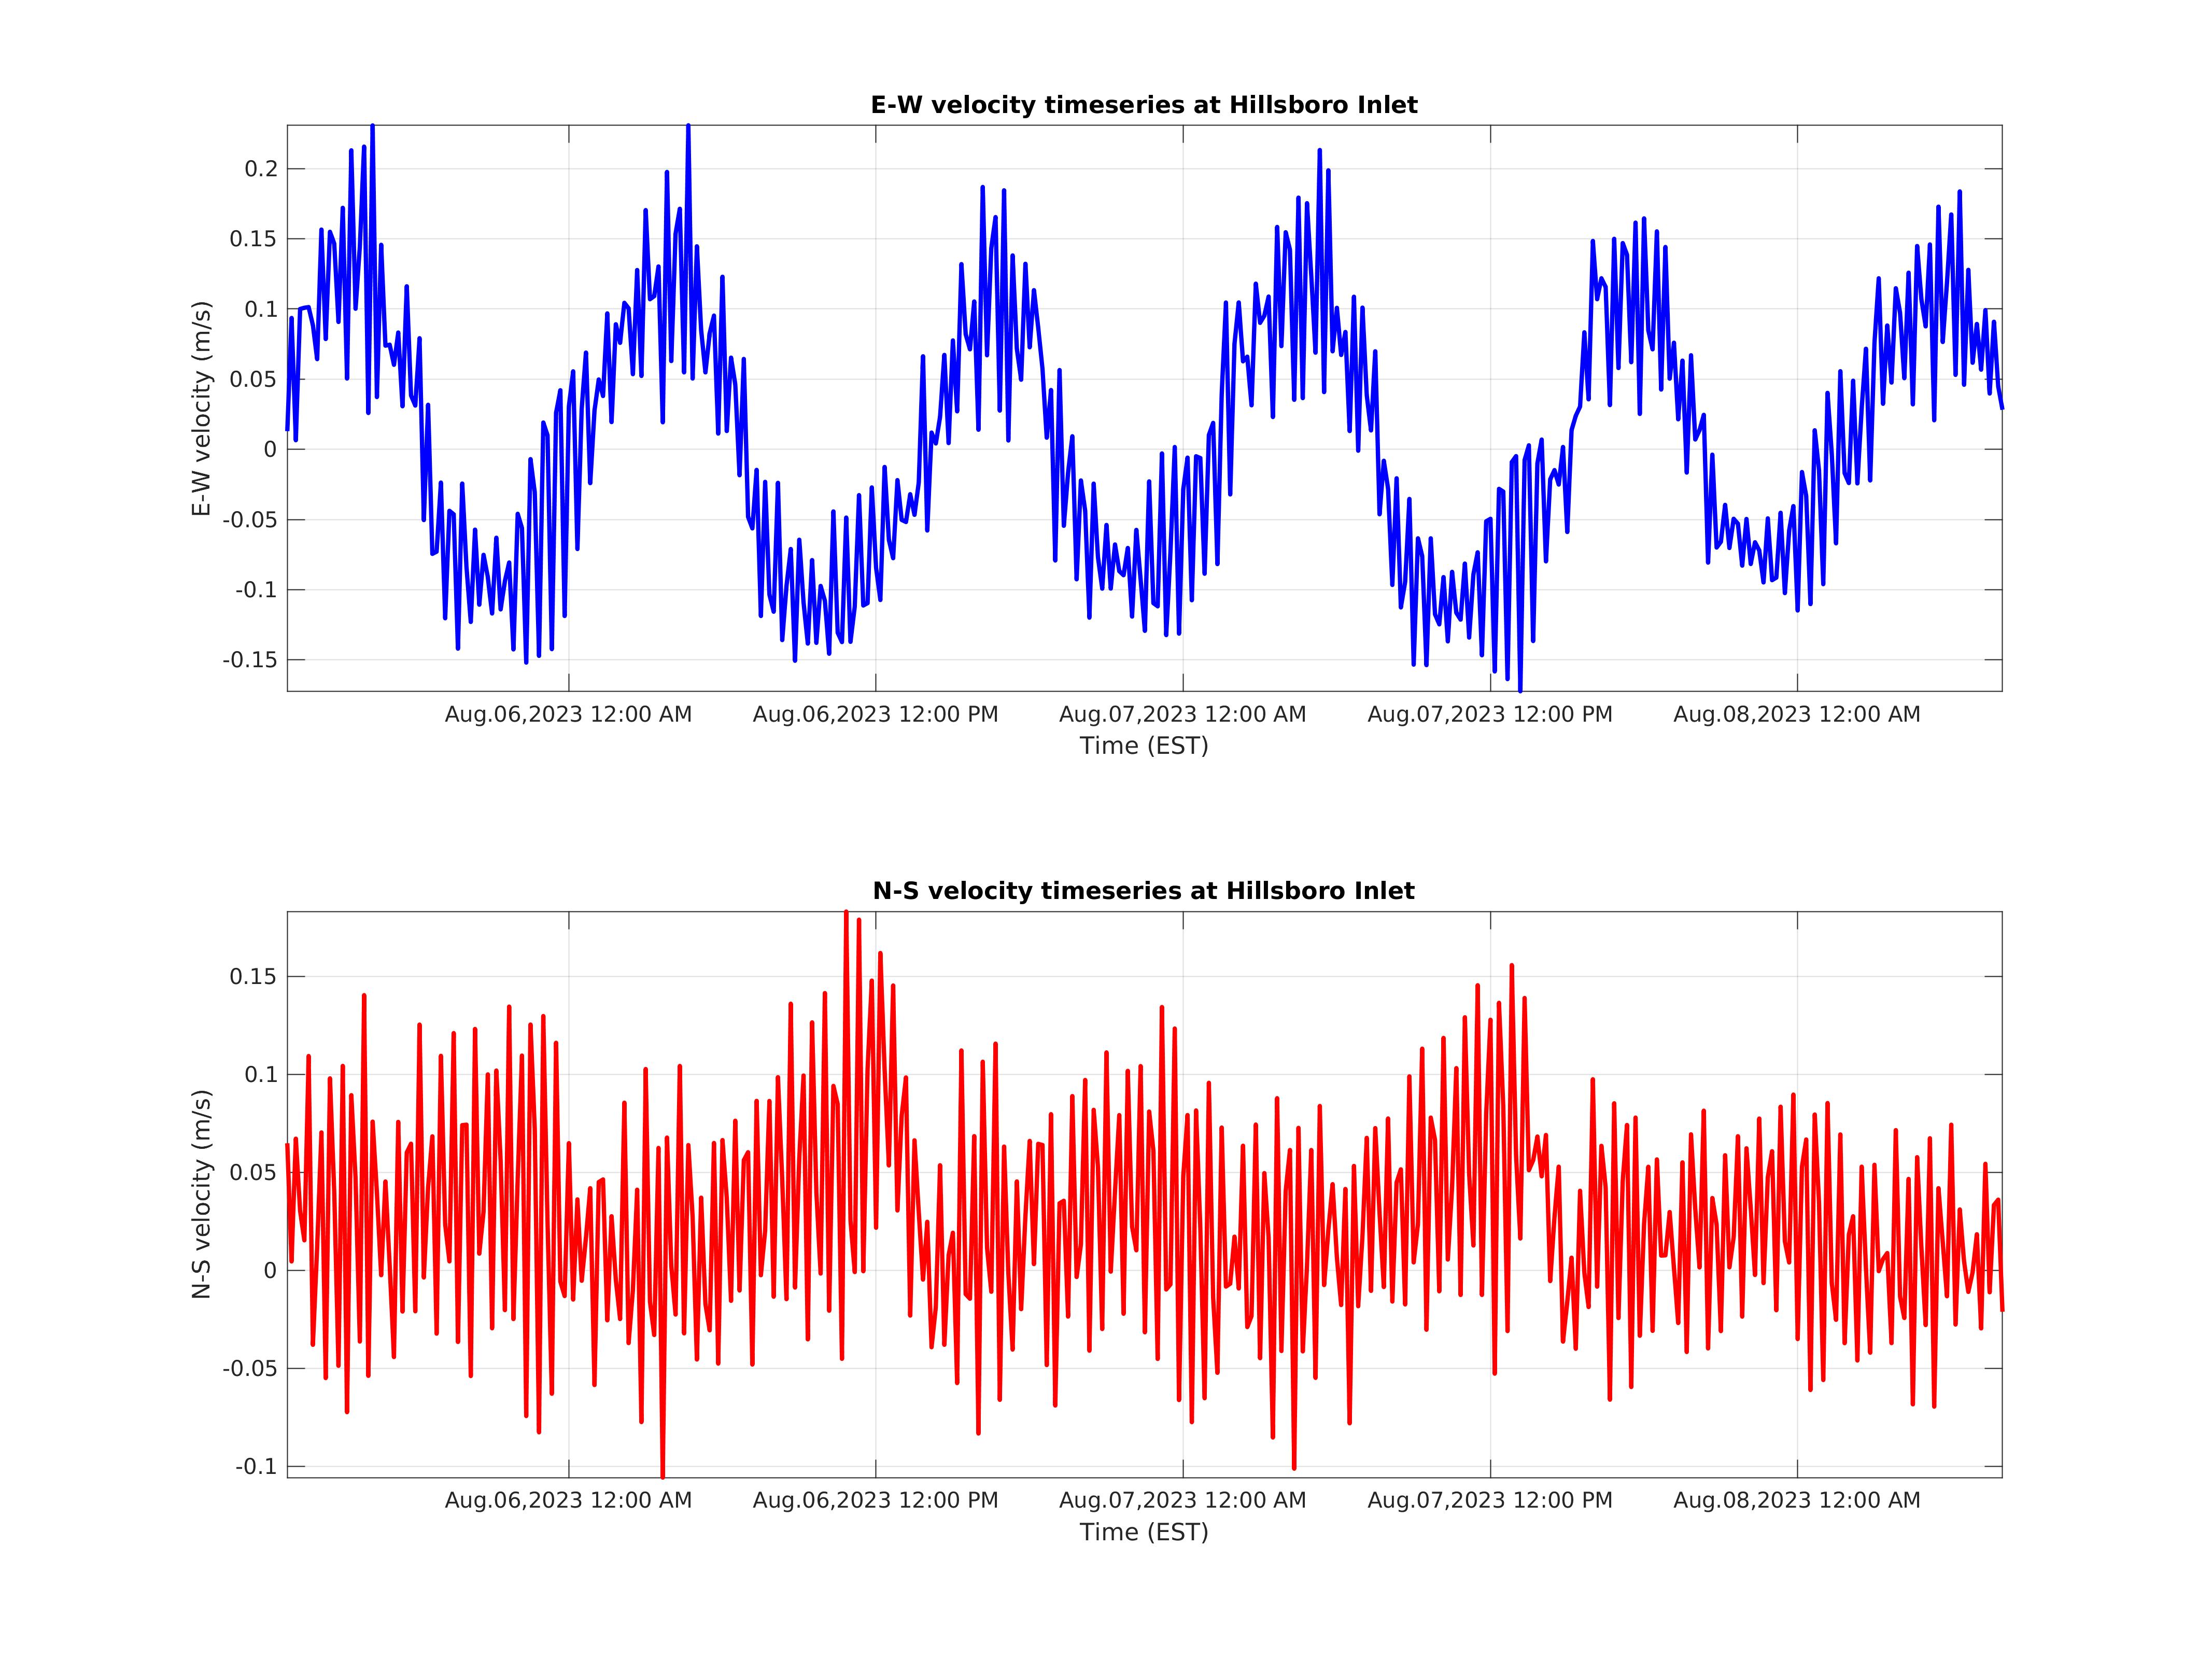 E-W velocity timeseries at Hillsboro Inlet
0.2
0.15
0.1
0.05
0
-0.05
-0.1
-0.15
E-W velocity (m/s)
Aug.06,2023 12:00 AM Aug.06,2023 12:00 PM Aug.07,2023 12:00 AM Aug.07,2023 12:00 PM Aug.08,2023 12:00 AM
Time (EST)
N-S velocity timeseries at Hillsboro Inlet
0.15
0.1
0.05
0
-0.05
-0.1
N-S velocity (m/s)
Aug.06,2023 12:00 AM Aug.06,2023 12:00 PM Aug.07,2023 12:00 AM Aug.07,2023 12:00 PM Aug.08,2023 12:00 AM
Time (EST)